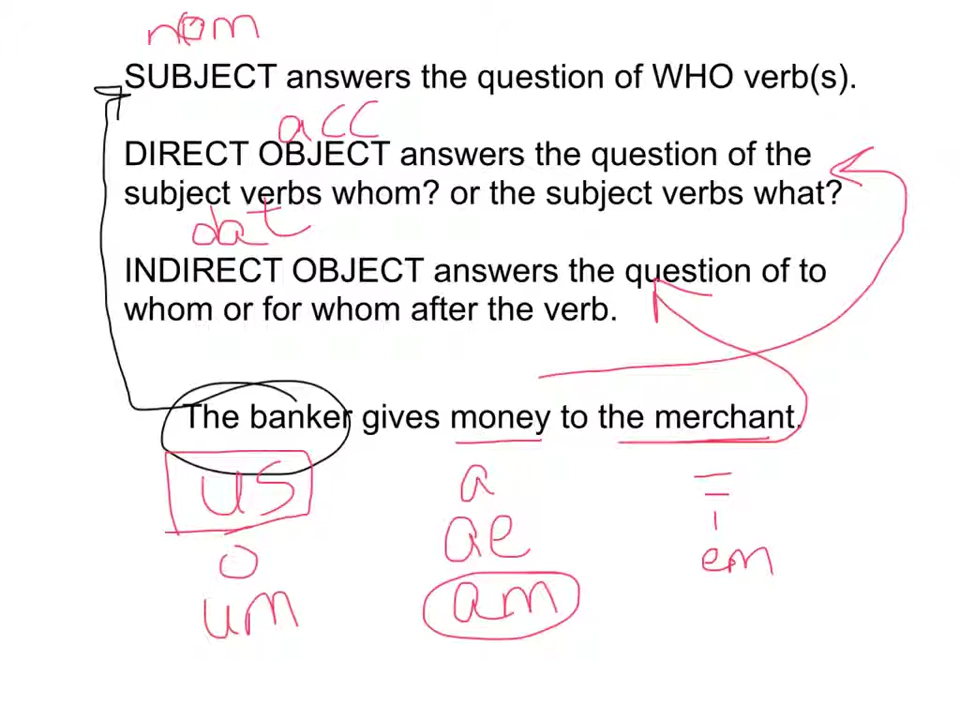 nom
SUBJECT answers the question of WHO verb(s).
acc
DIRECT OBJECT answers the question of the
subject verbs whom? or the subject verbs what?
dat
INDIRECT OBJECT answers the question of to
whom or for whom after the verb.
The banker gives money to the merchant.
us a
o ae i
um am em